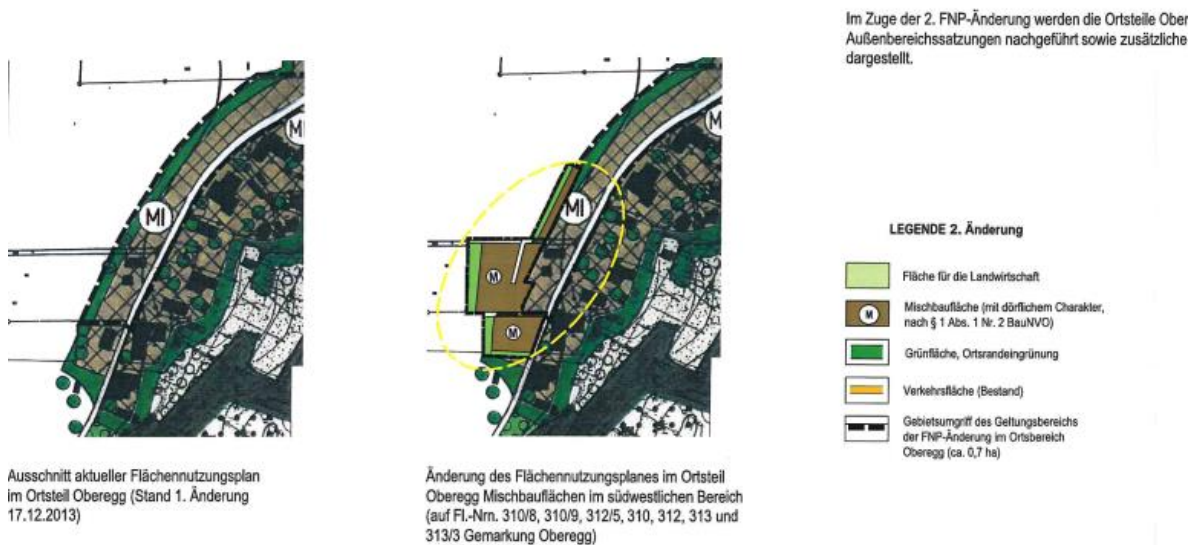 Im Zuge der 2. FNP-Änderung werden die Ortsteile Ober
Außenbereichssatzungen nachgeführt sowie zusätzliche
dargestellt.
MI
MI
MI
M
M
M
LEGENDE 2. Änderung
Fläche für die Landwirtschaft
M
Mischbaufläche (mit dörflichem Charakter,
nach § 1 Abs. 1 Nr. 2 BauNVO)
Grünfläche, Ortsrandeingrünung
Verkehrsfläche (Bestand)
Gebietsumgriff des Geltungsbereichs
der FNP-Änderung im Ortsbereich
Oberegg (ca. 0,7 ha)
Ausschnitt aktueller Flächennutzungsplan
im Ortsteil Oberegg (Stand 1. Änderung
17.12.2013)
Änderung des Flächennutzungsplanes im Ortsteil
Oberegg Mischbauflächen im südwestlichen Bereich
(auf Fl.-Nrn. 310/8, 310/9, 312/5, 310, 312, 313 und
313/3 Gemarkung Oberegg)